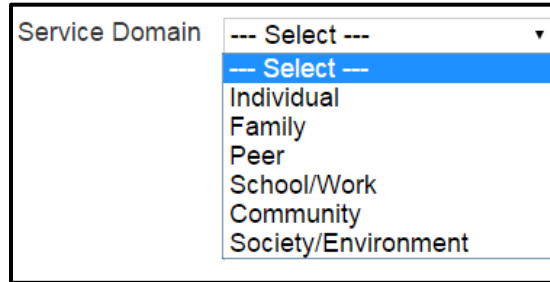 Service Domain --- Select ---
--- Select ---
Individual
Family
Peer
School/Work
Community
Society/Environment